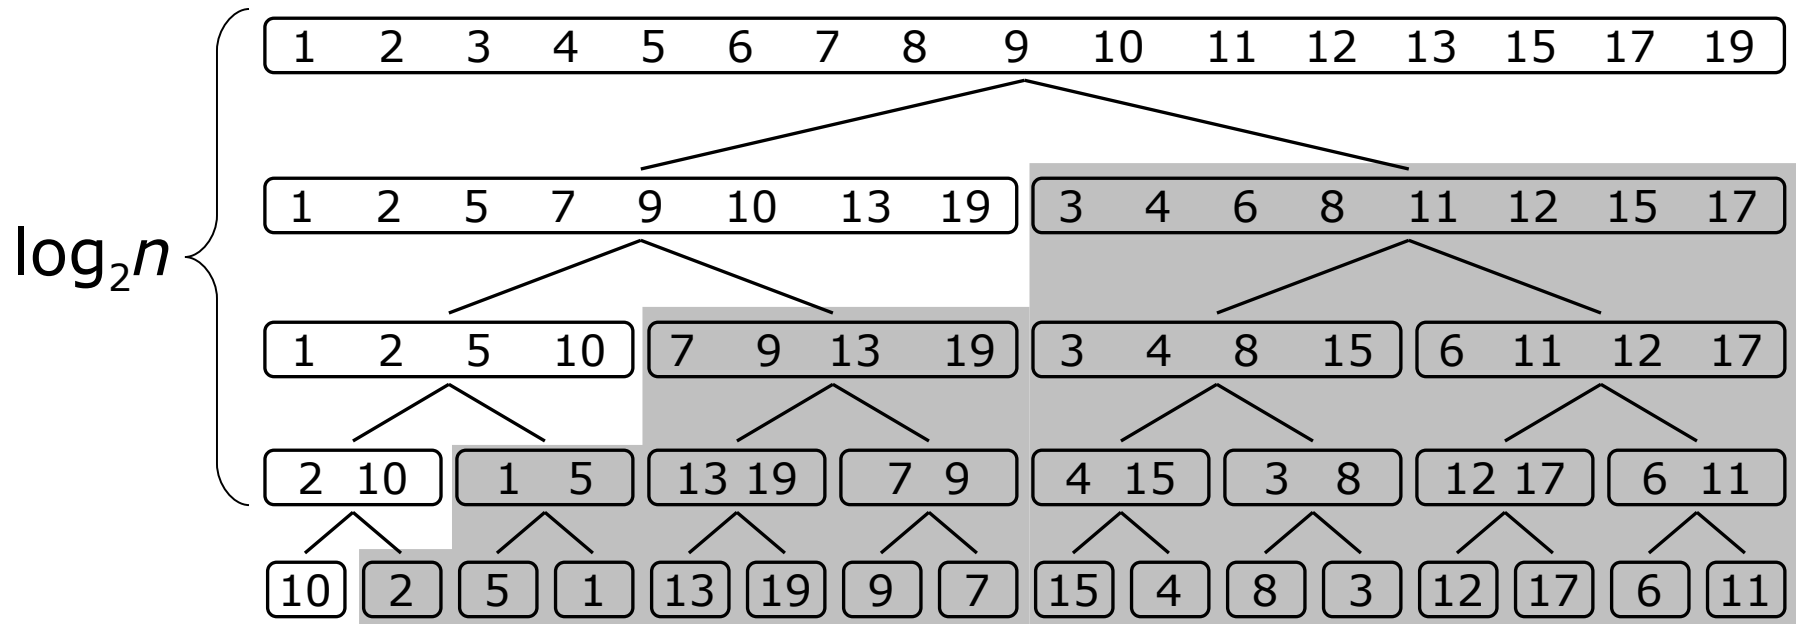 1 2 3 4 5 6 7 8 9 10 11 12 13 15 17 19
1 2 5 7 9 10 13 19 3 4 6 8 11 12 15 17
log₂n
1 2 5 10 7 9 13 19 3 4 8 15 6 11 12 17
2 10 1 5 13 19 7 9 4 15 3 8 12 17 6 11
10 2 5 1 13 19 9 7 15 4 8 3 12 17 6 11